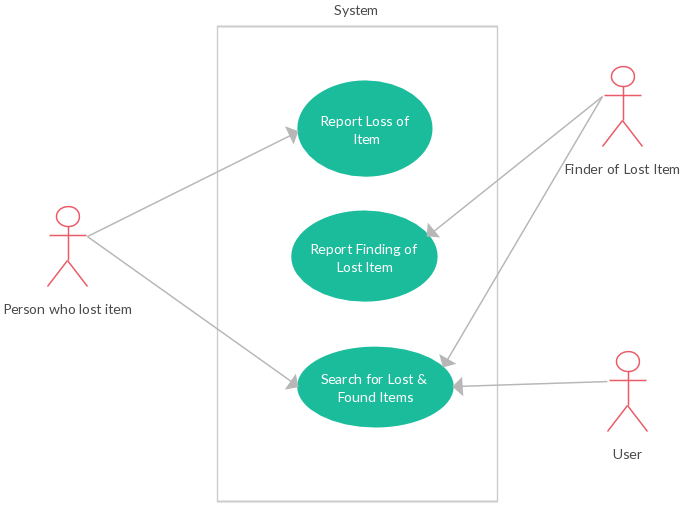 System
Report Loss of
Item
Finder of Lost Item
Report Finding of
Lost Item
Person who lost item
Search for Lost &
Found Items
User